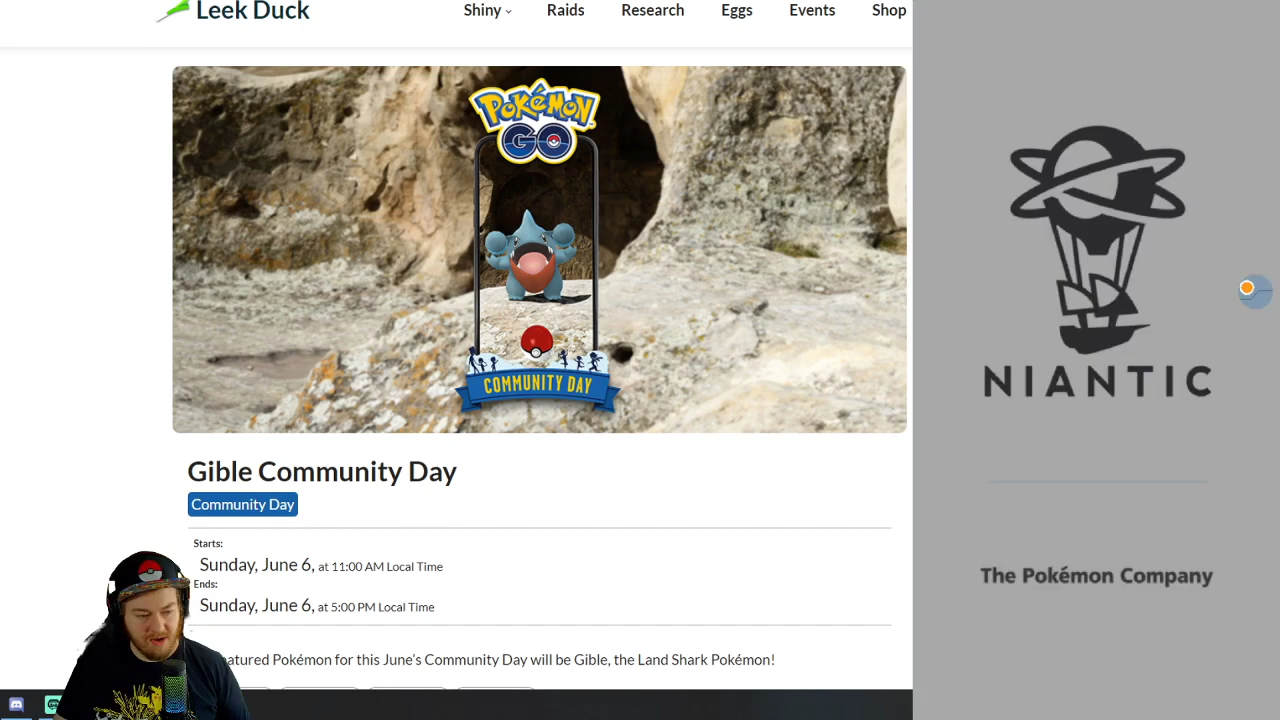 Leek Duck
Shiny Raids Research Eggs Events Shop
POKéMON
GO
COMMUNITY DAY
Gible Community Day
Community Day
Starts:
Sunday, June 6, at 11:00 AM Local Time
Ends:
Sunday, June 6, at 5:00 PM Local Time
Pokémon for this June's Community Day will be Gible, the Land Shark Pokémon!
NIANTIC
The Pokémon Company